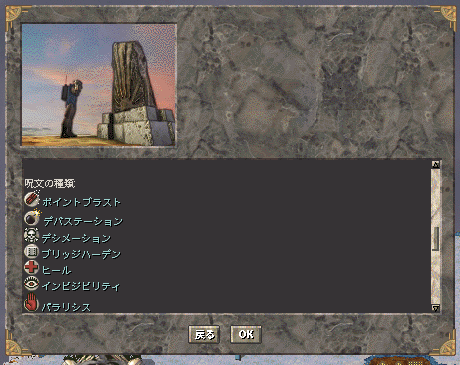 呪文の種類:
ポイントブラスト
デバステーション
デシメーション
ブリッジハーデン
ヒール
インビジビリティ
パラリシス
戻る OK